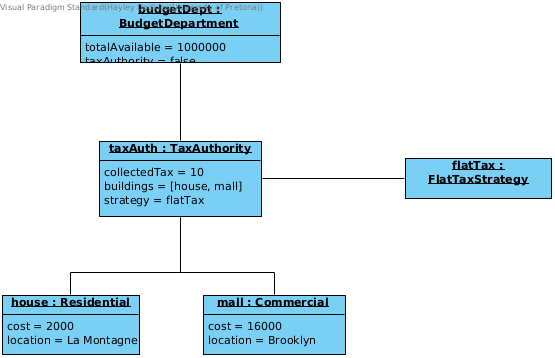 Visual Paradigm Standard(Hayley of Pretoria))
budgetDept :
BudgetDepartment
totalAvailable = 1000000
taxAuthority = false
taxAuth : TaxAuthority
collectedTax = 10
buildings = [house, mall]
strategy = flatTax
flatTax :
FlatTaxStrategy
house : Residential
cost = 2000
location = La Montagne
mall : Commercial
cost = 16000
location = Brooklyn